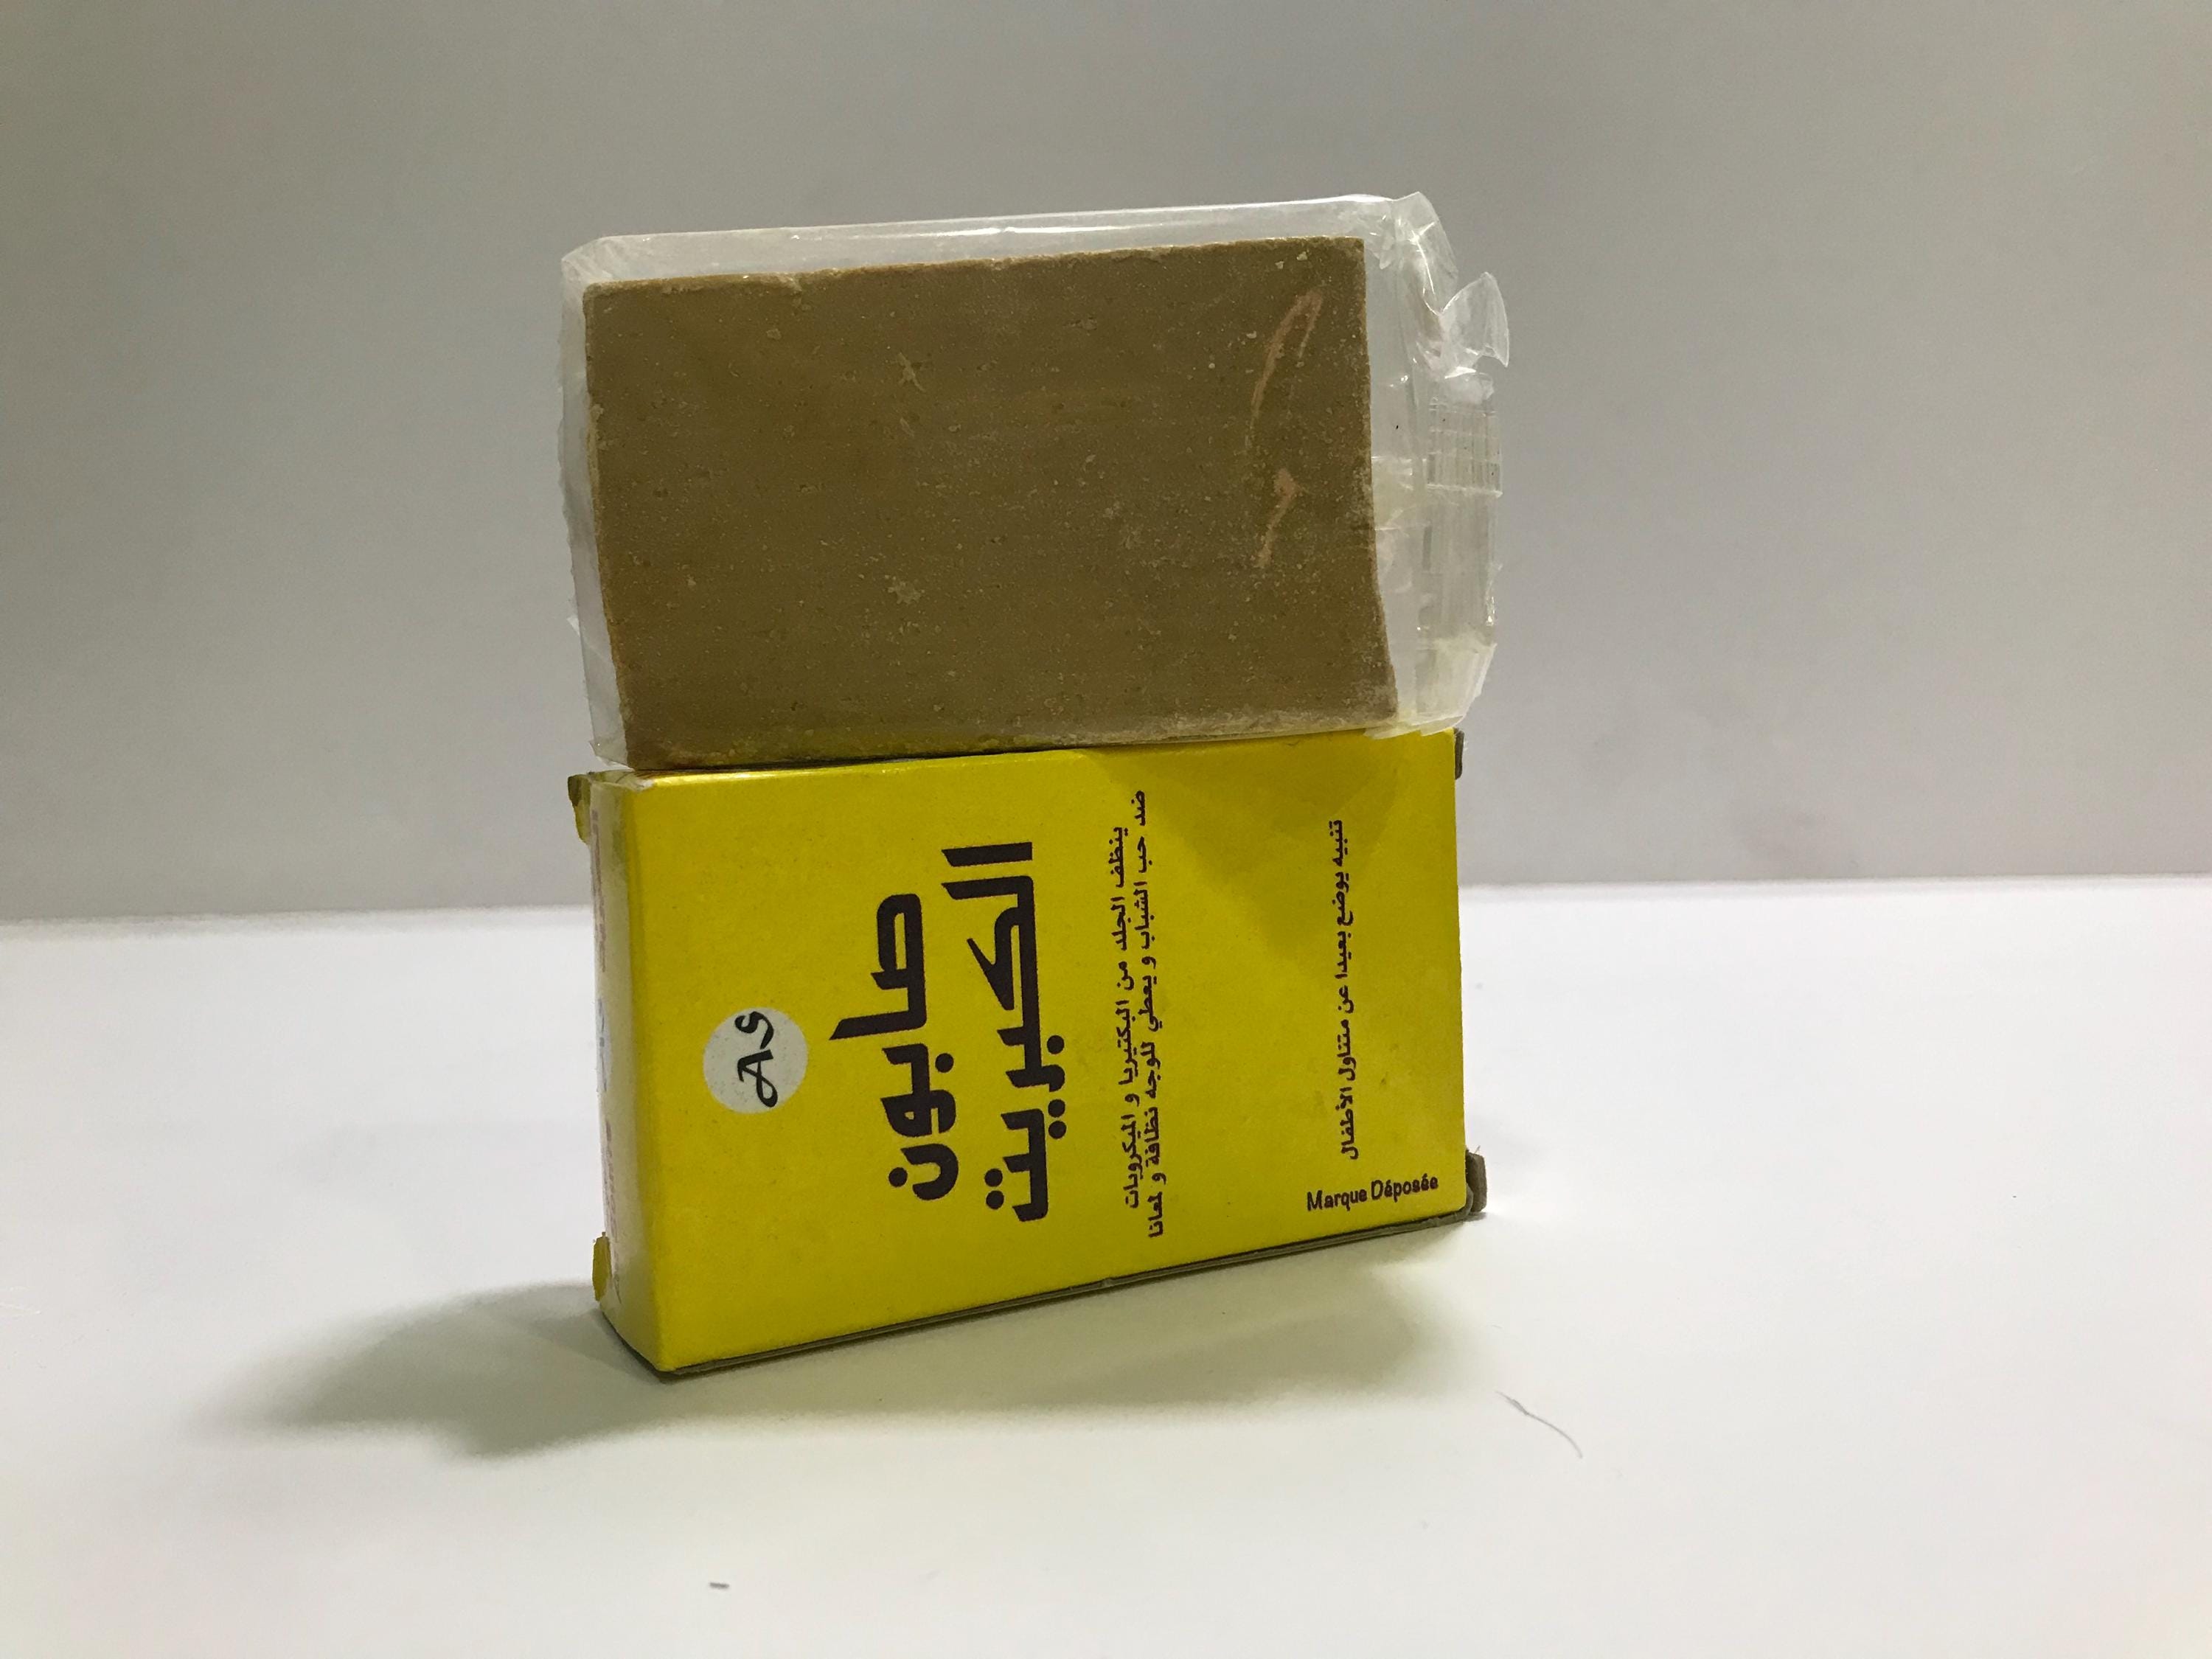 AS
صابون
الكبريت
ينظف الجلد من البكتيريا و الميكروبات
ضد حب الشباب و يعطي للوجه نظافة و لمعانا
تنبيه يوضع بعيدا عن متناول الأطفال
Marque Déposée